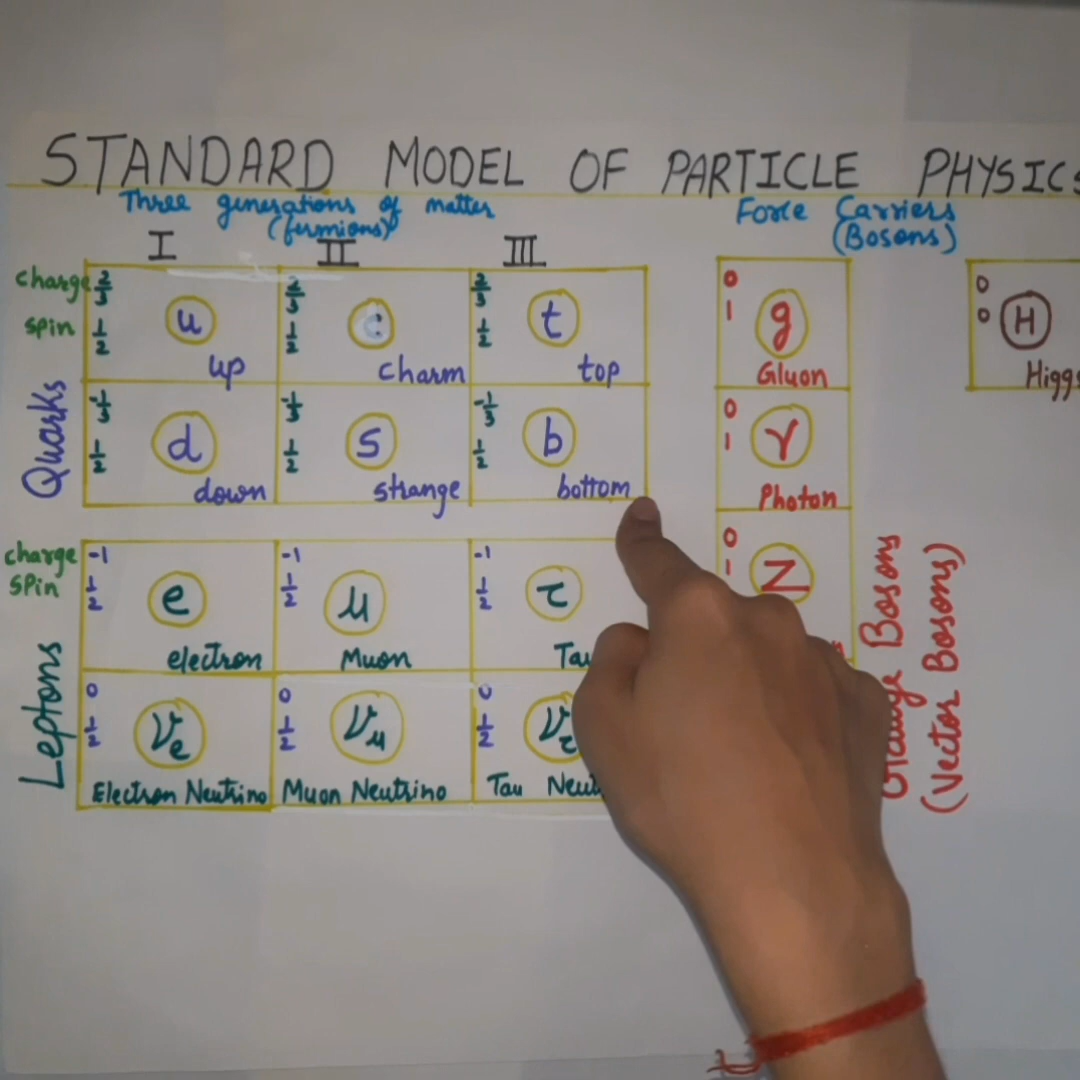 STANDARD MODEL OF PARTICLE PHYSICS
Three generations of matter
(fermions)
Force Carriers
(Bosons)
I II III
charge 2/3 2/3 2/3
spin 1/2 1/2 1/2
u c t
up charm top
Quarks
-1/3 -1/3 -1/3
1/2 1/2 1/2
d s b
down strange bottom
charge -1 -1 -1
spin 1/2 1/2 1/2
e μ τ
electron Muon Tau
Leptons
0 0 0
1/2 1/2 1/2
νe νμ ντ
Electron Neutrino Muon Neutrino Tau
0
1
g
Gluon
0
1
γ
Photon
0
1
Z
Bosons
(Vector Bosons)
0
0
H